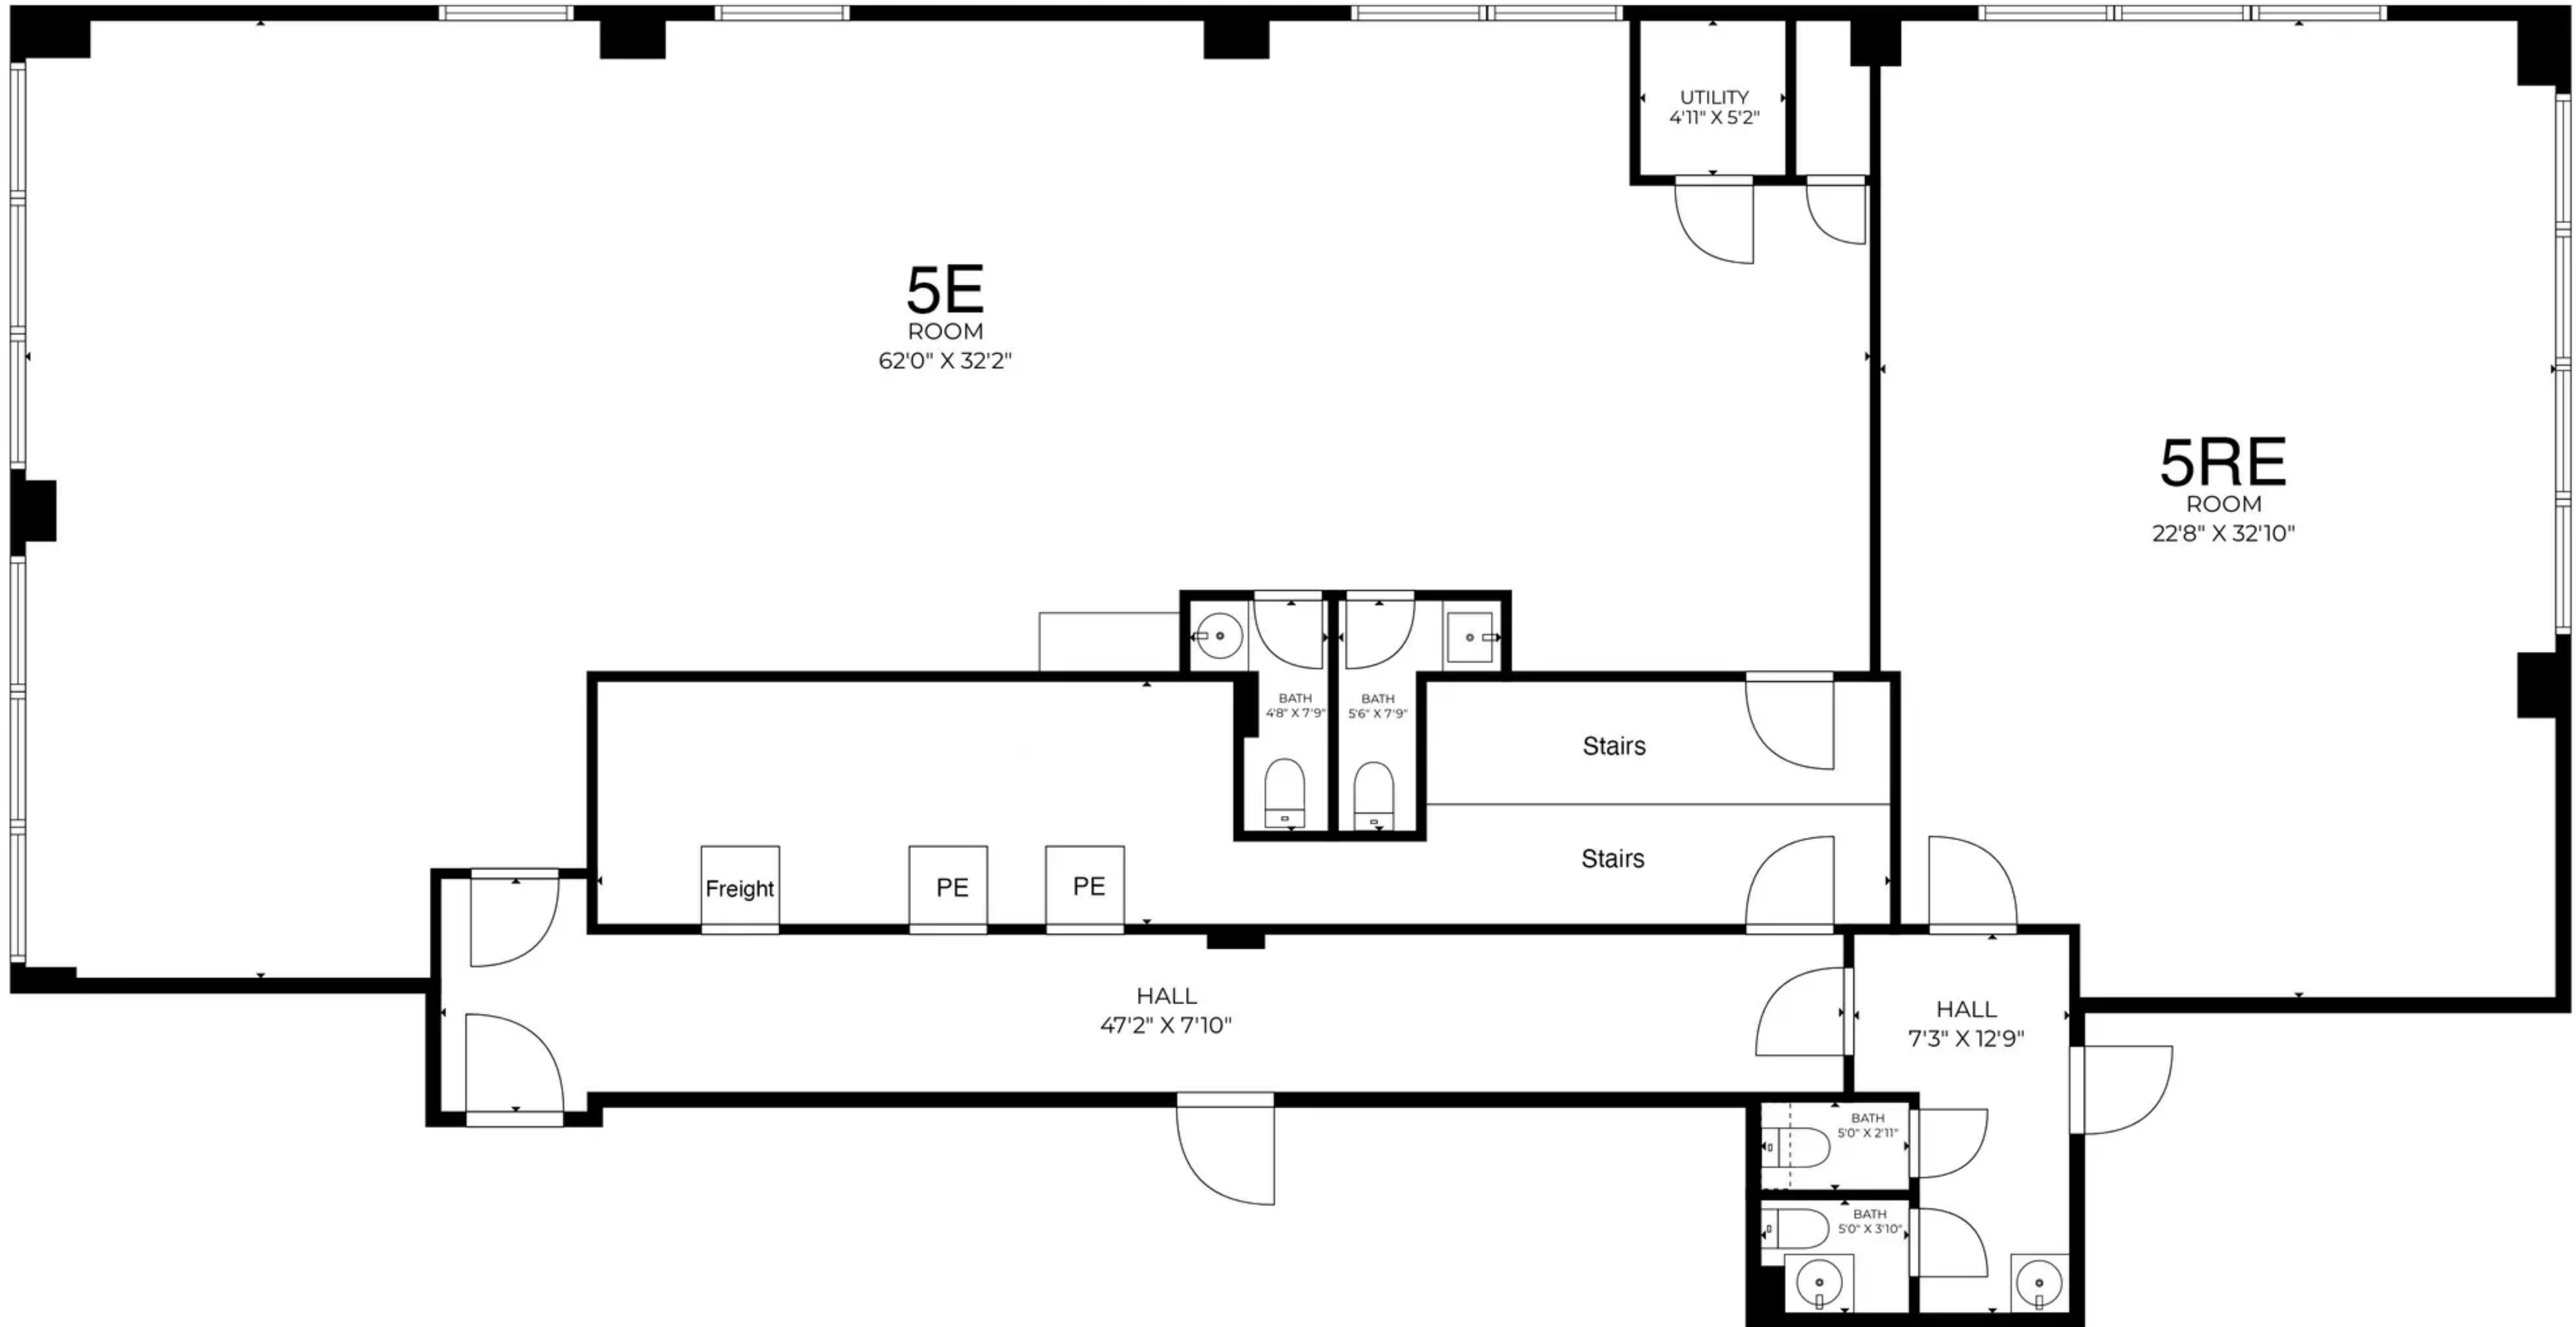 UTILITY
4'11" X 5'2"
5E
ROOM
62'0" X 32'2"
5RE
ROOM
22'8" X 32'10"
BATH
4'8" X 7'9"
BATH
5'6" X 7'9"
Stairs
Stairs
Freight
PE
PE
HALL
47'2" X 7'10"
HALL
7'3" X 12'9"
BATH
5'0" X 2'11"
BATH
5'0" X 3'10"